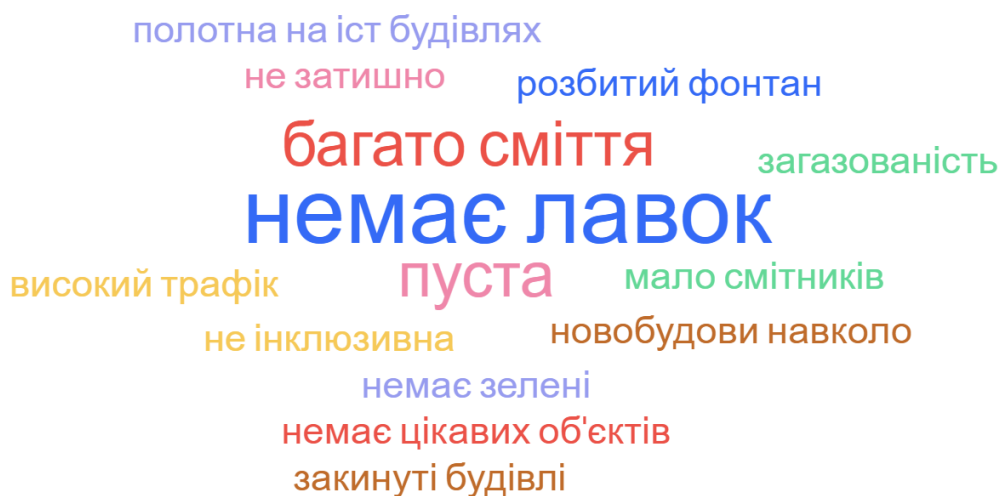 полотна на іст будівлях
не затишно
розбитий фонтан
багато сміття
загазованість
немає лавок
пуста
мало смітників
високий трафік
не інклюзивна
новобудови навколо
немає зелені
немає цікавих об'єктів
закинуті будівлі